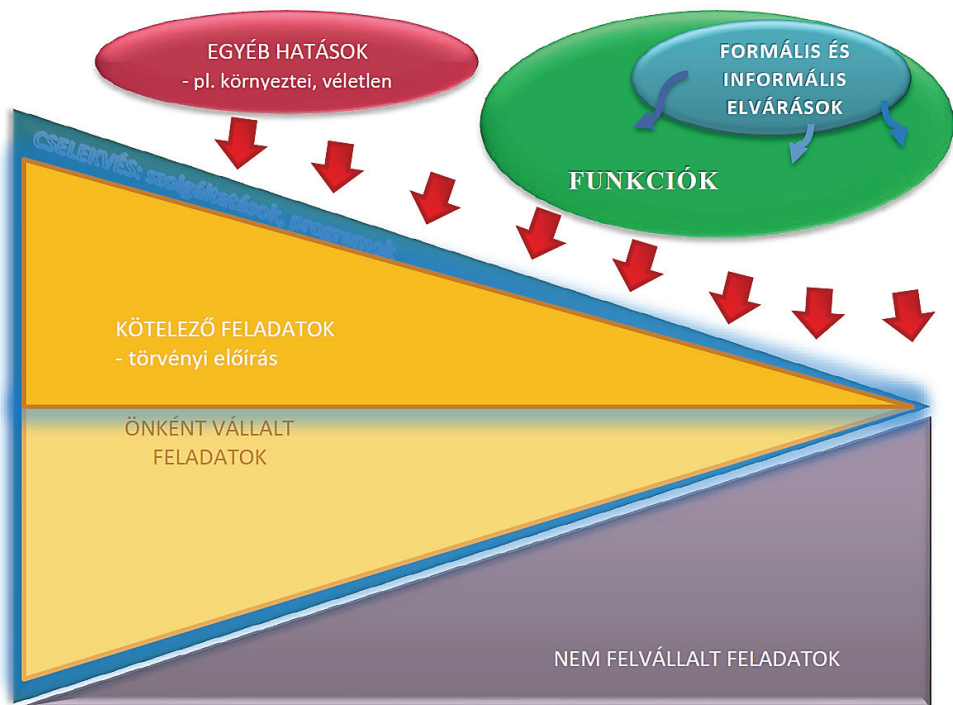 EGYÉB HATÁSOK
- pl. környeztei, véletlen
FORMÁLIS ÉS
INFORMÁLIS
ELVÁRÁSOK
FUNKCIÓK
CSELEKVÉS: szolgáltatások, programok
KÖTELEZŐ FELADATOK
- törvényi előírás
ÖNKÉNT VÁLLALT
FELADATOK
NEM FELVÁLLALT FELADATOK